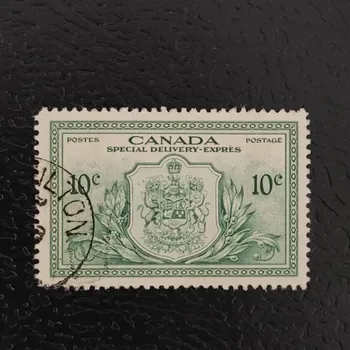 POSTES CANADA POSTAGE
SPECIAL DELIVERY-EXPRÈS
10c 10c